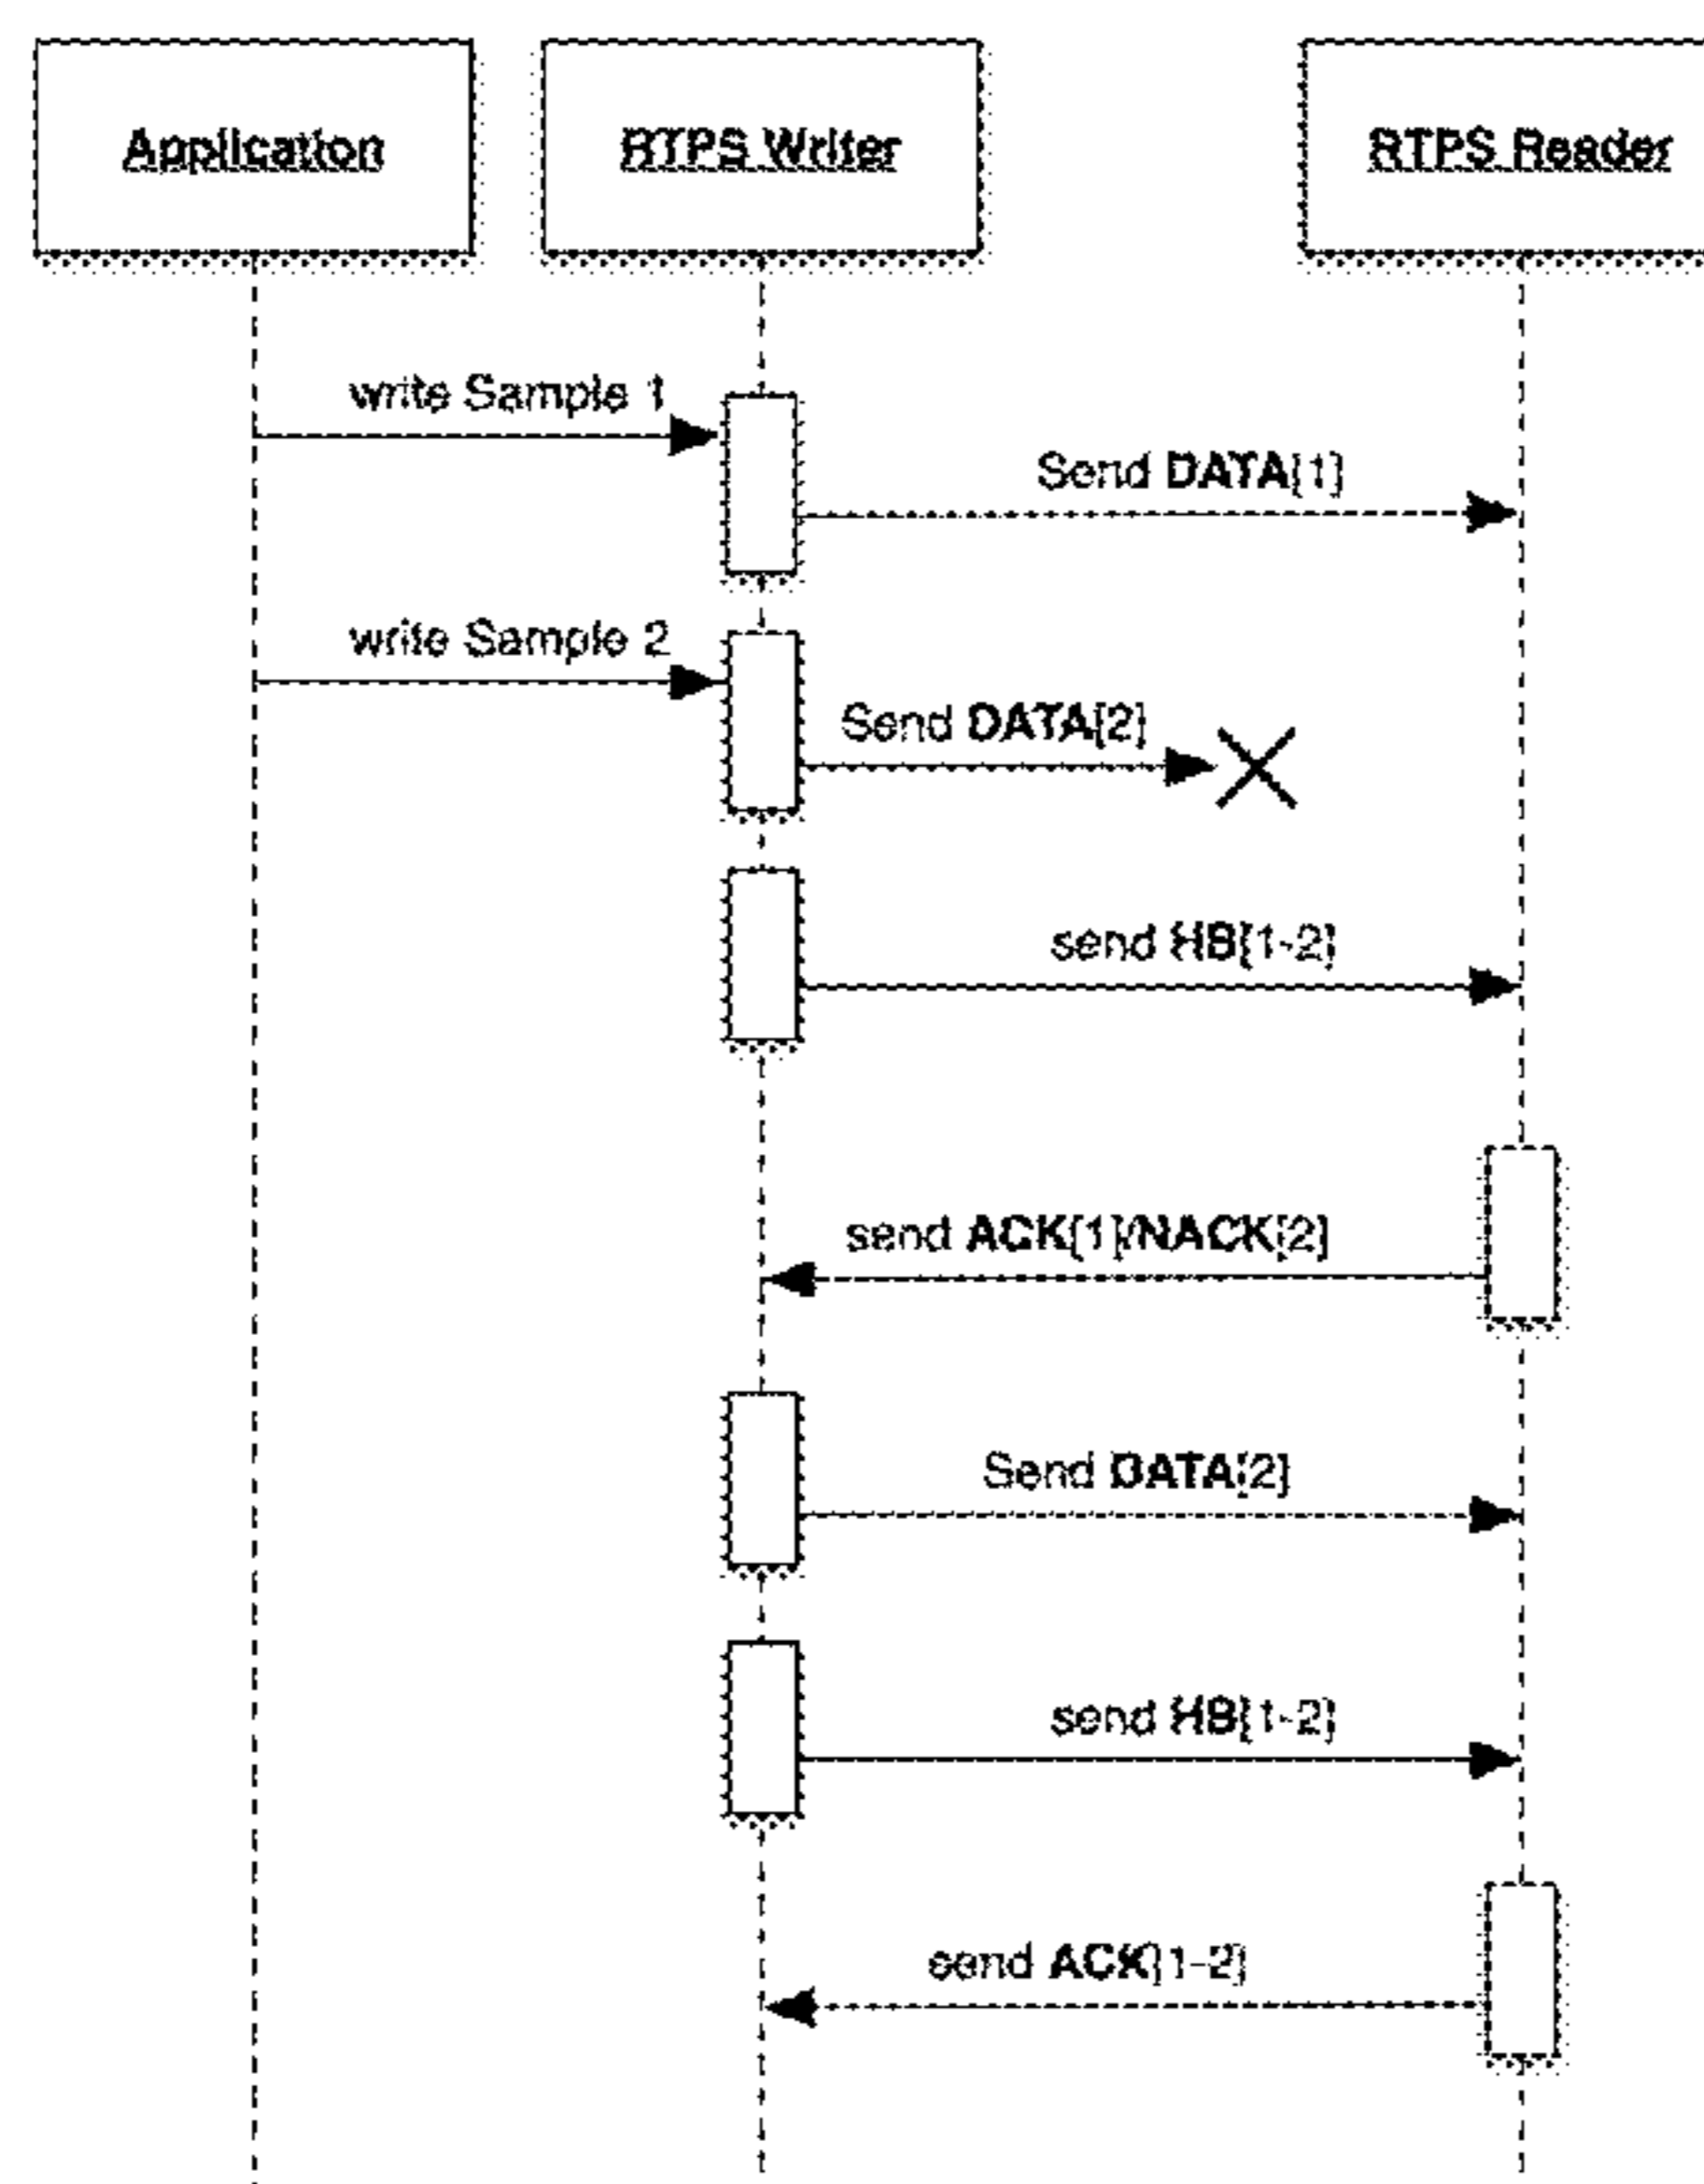 Application
RTPS Writer
RTPS Reader
write Sample 1
Send DATA[1]
write Sample 2
Send DATA[2]
send HB[1-2]
send ACK[1]/NACK[2]
Send DATA[2]
send HB[1-2]
send ACK[1-2]